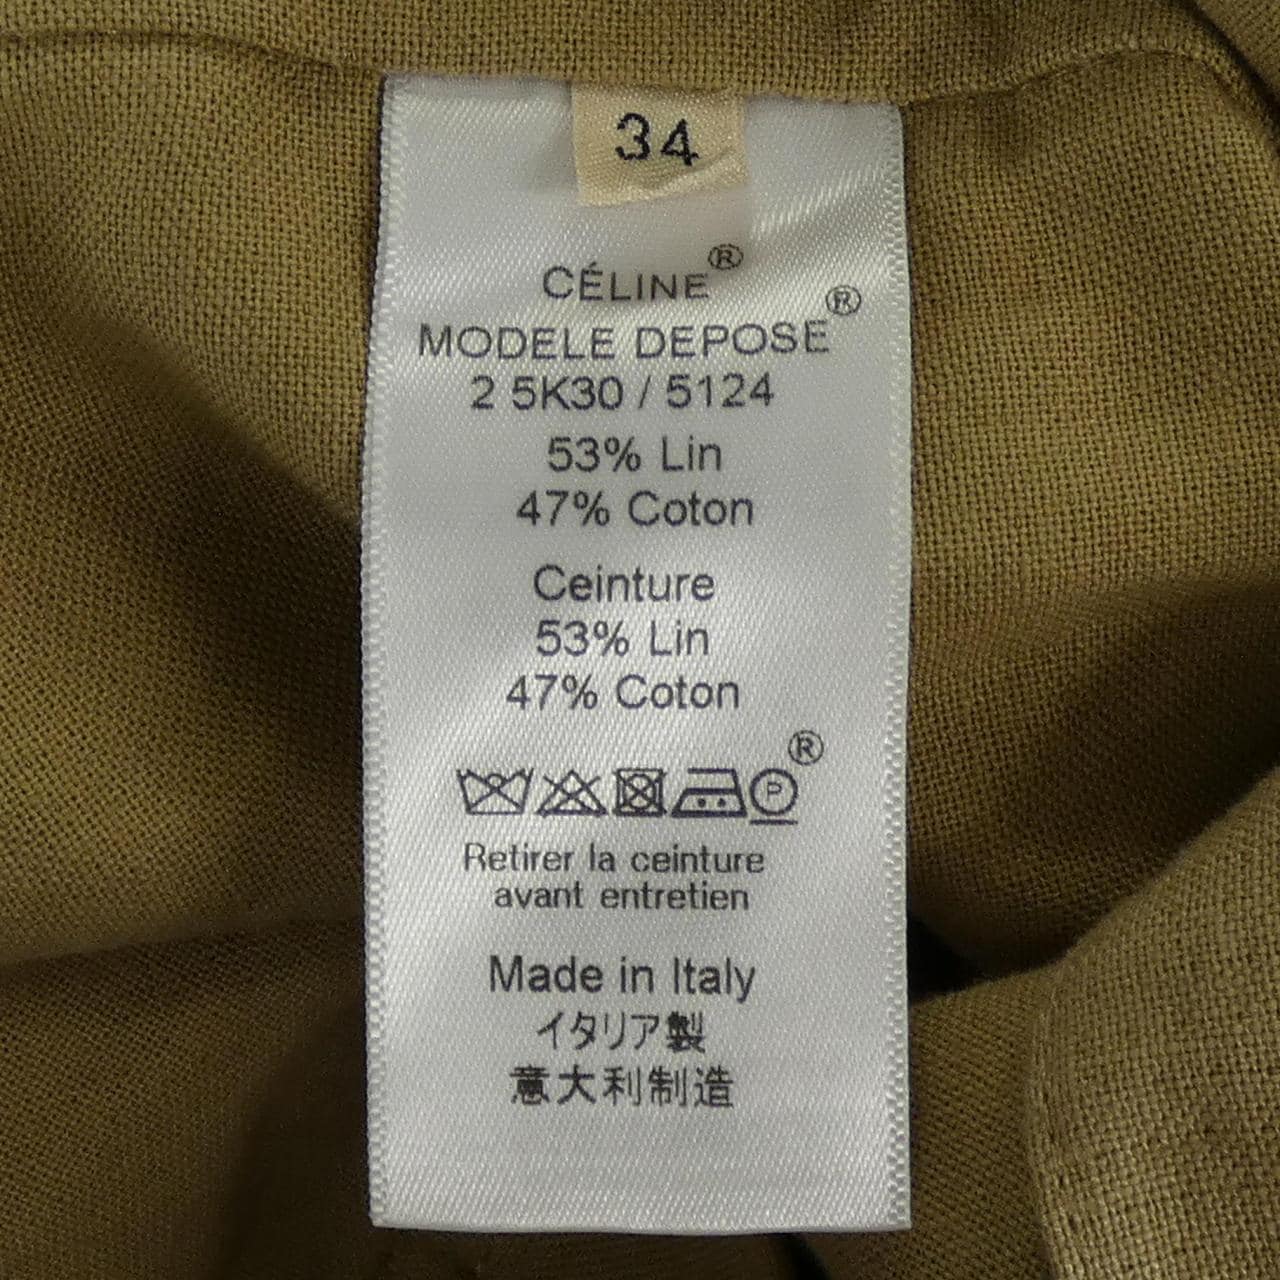 34
CÉLINE®
MODELE DEPOSE®
2 5K30 / 5124
53% Lin
47% Coton
Ceinture
53% Lin
47% Coton
P ®
Retirer la ceinture
avant entretien
Made in Italy
イタリア製
意大利制造